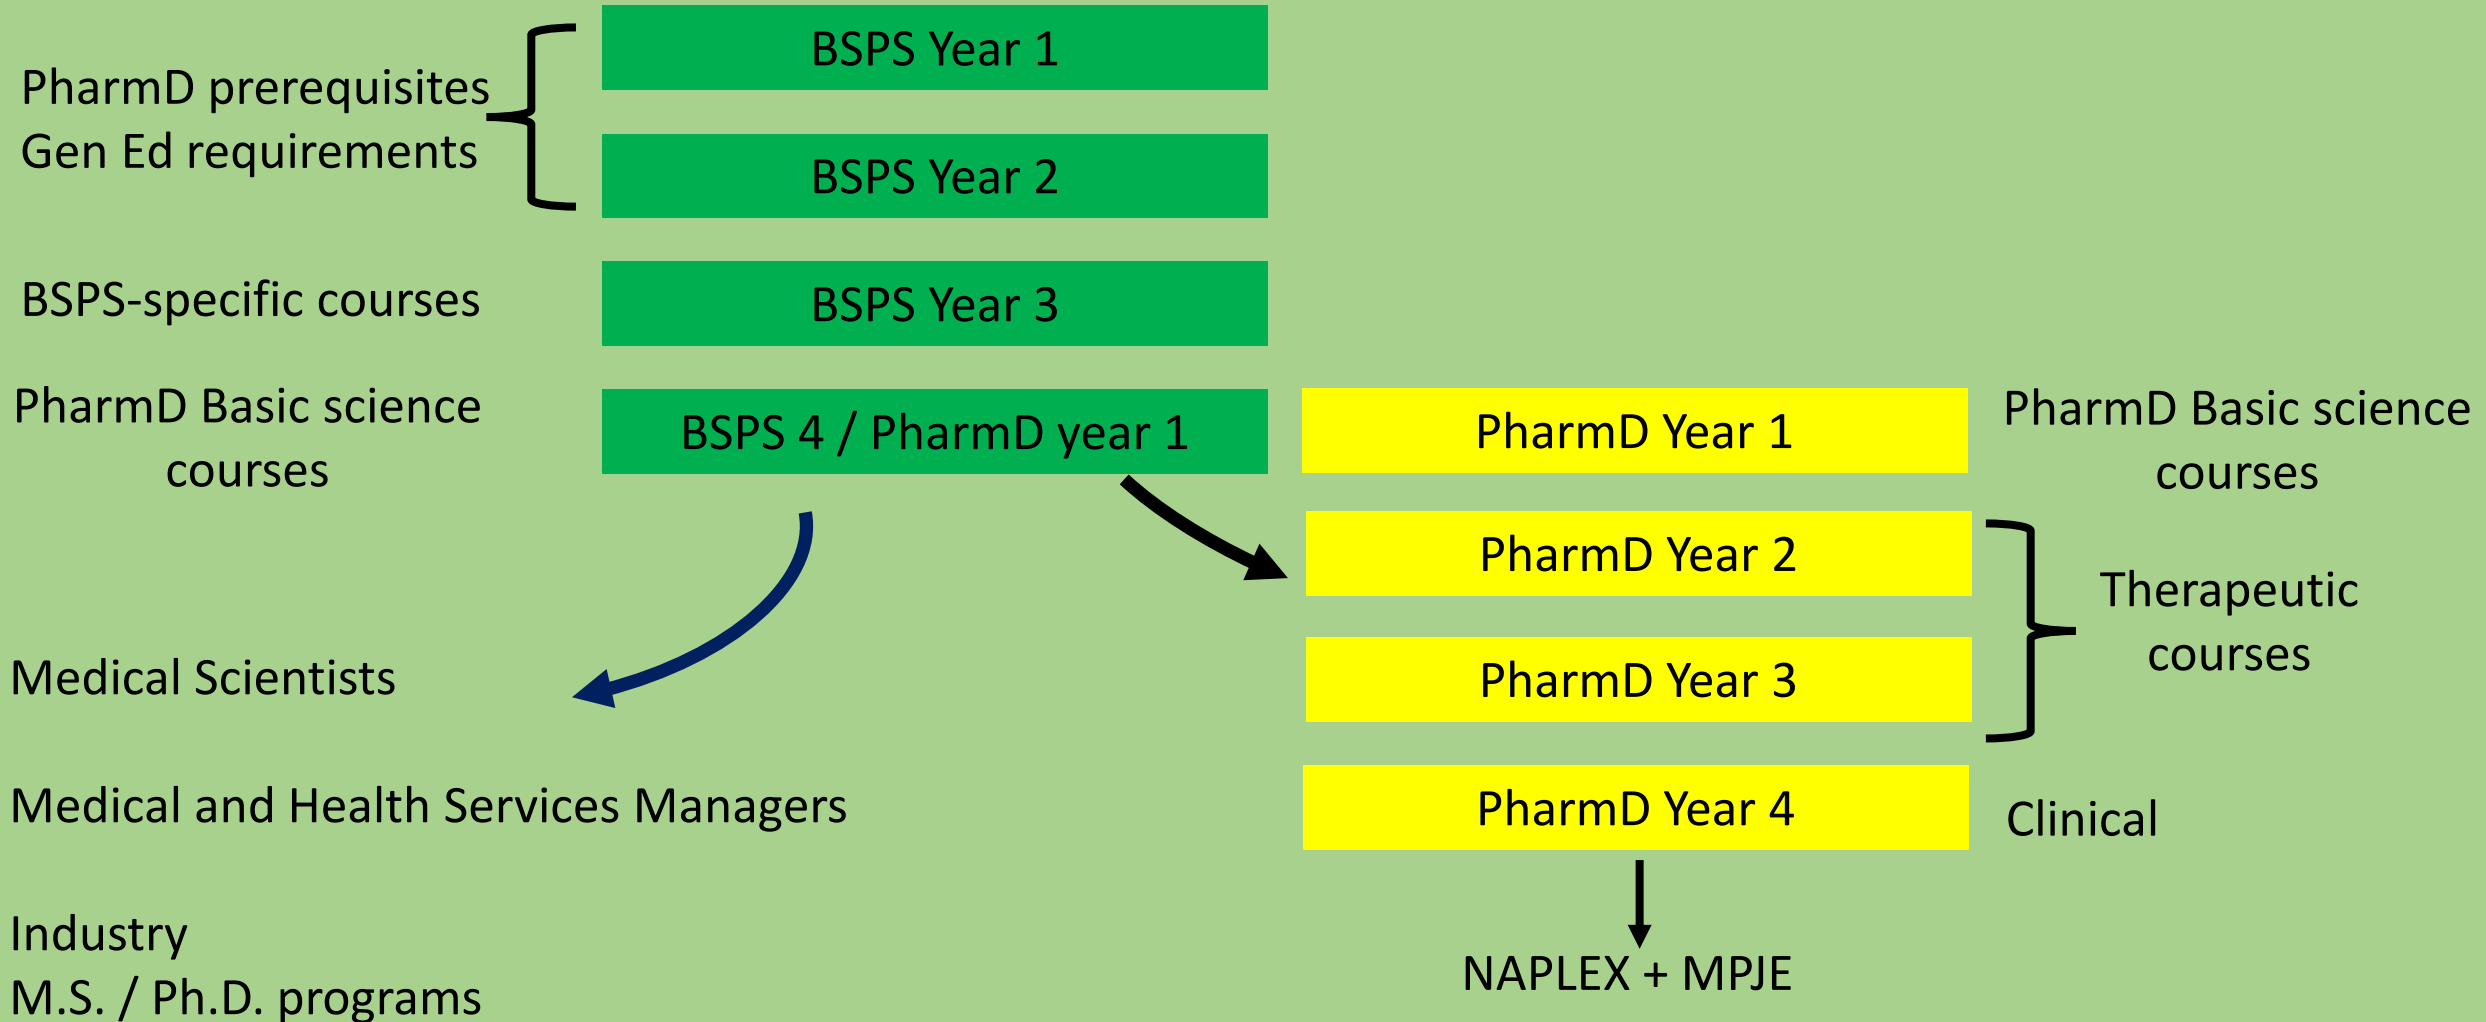 BSPS Year 1
PharmD prerequisites
Gen Ed requirements
BSPS Year 2
BSPS-specific courses
BSPS Year 3
PharmD Basic science
courses
BSPS 4 / PharmD year 1
PharmD Year 1
PharmD Basic science
courses
PharmD Year 2
Therapeutic
courses
PharmD Year 3
Medical Scientists
Medical and Health Services Managers
PharmD Year 4
Clinical
Industry
M.S. / Ph.D. programs
NAPLEX + MPJE